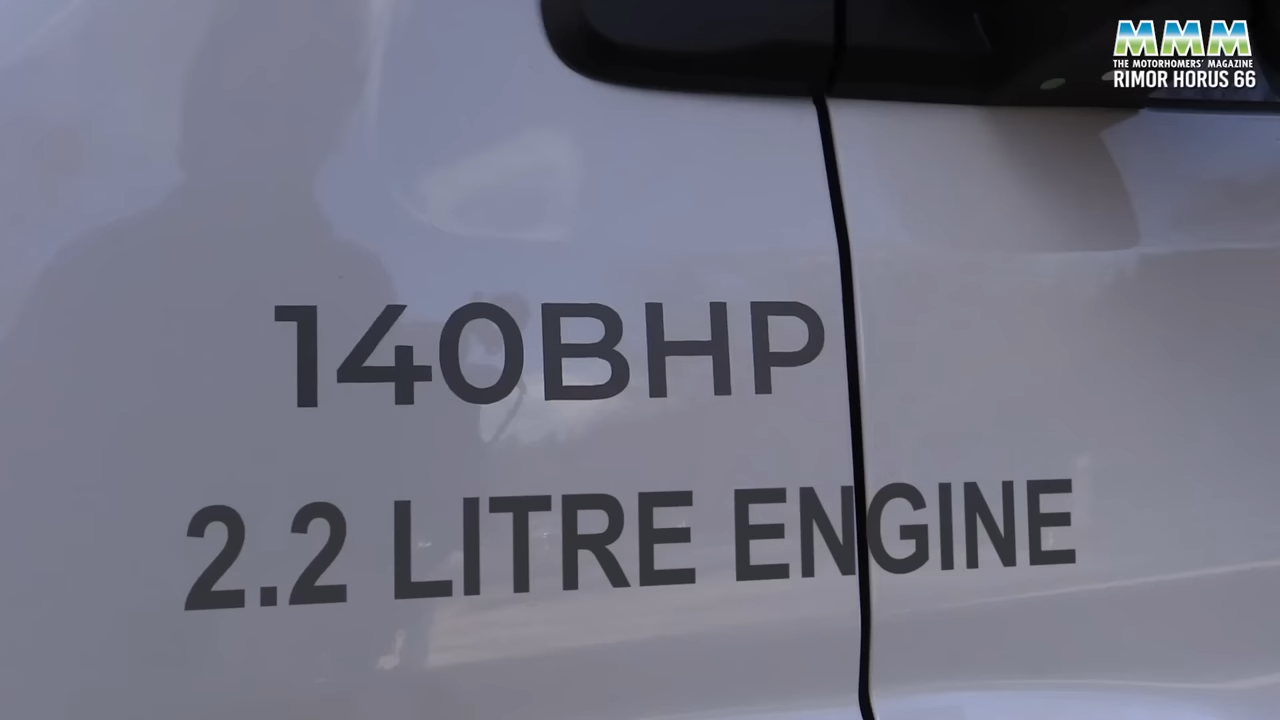 MMM
THE MOTORHOMERS' MAGAZINE
RIMOR HORUS 66
140BHP
2.2 LITRE ENGINE